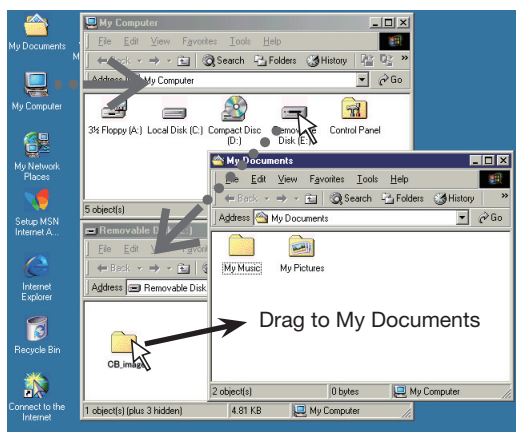 My Documents
M
My Computer
My Network
Places
Setup MSN
Internet A...
Internet
Explorer
Recycle Bin
Connect to the
Internet
My Computer
File Edit View Favorites Tools Help
Back Search Folders History »
Address My Computer Go
3½ Floppy (A:) Local Disk (C:) Compact Disc
(D:) Removable
Disk (E:) Control Panel
5 object(s)
My Documents
File Edit View Favorites Tools Help
Back Search Folders History »
Address My Documents Go
My Music My Pictures
2 object(s) 0 bytes My Computer
Removable
File Edit
Back
Address Removable Disk
CB_image
1 object(s) (plus 3 hidden) 4.81 KB My Computer
Drag to My Documents